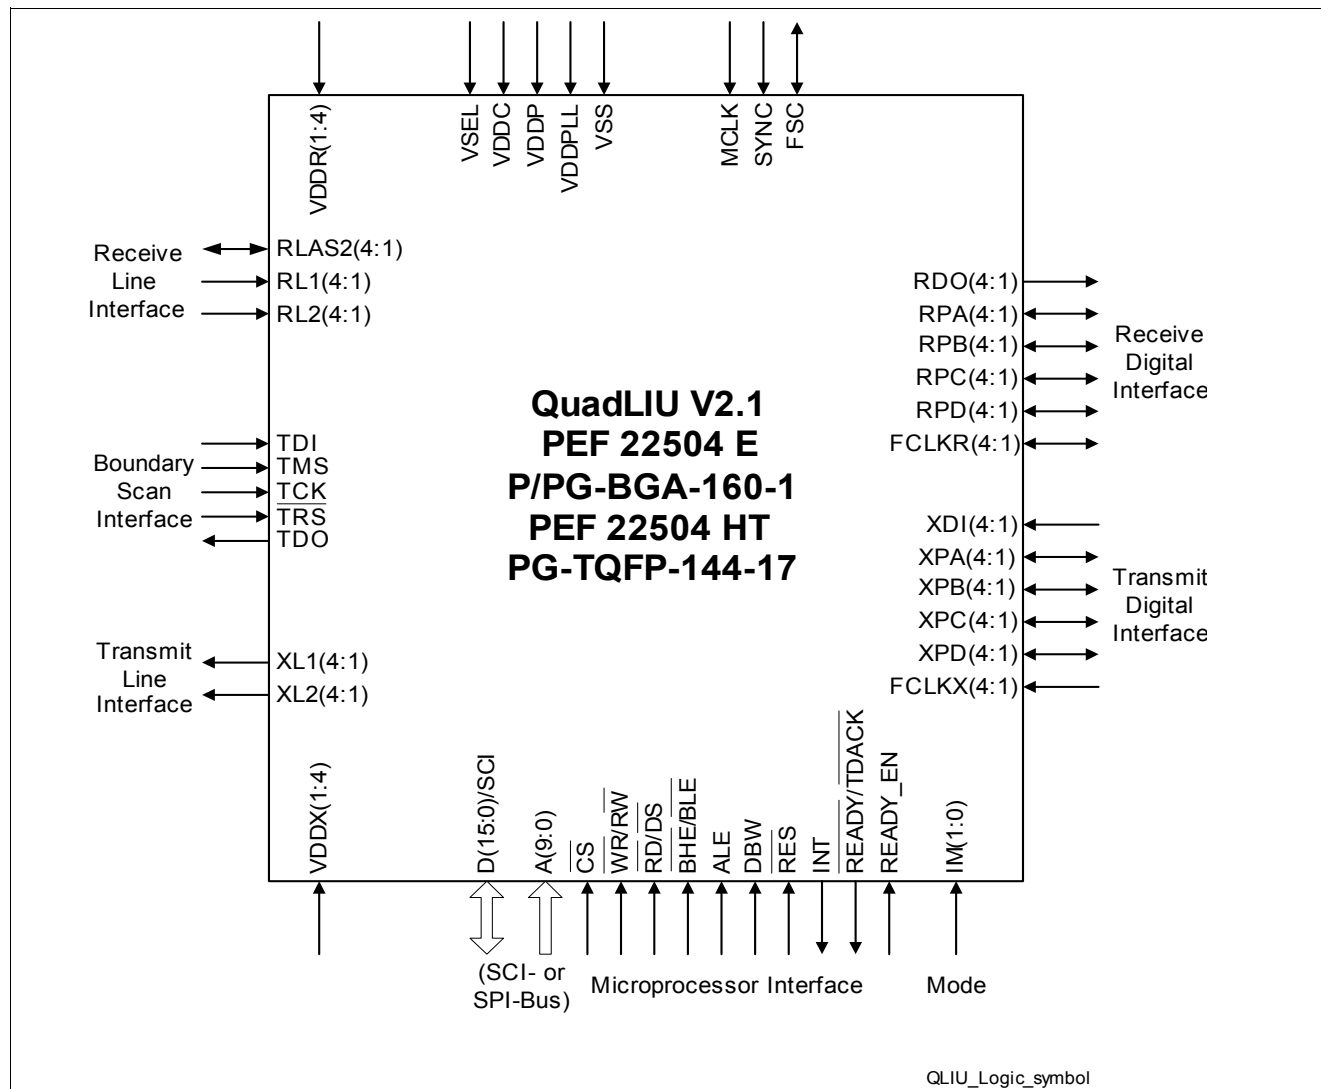 VDDR(1:4)
VSEL
VDDC
VDDP
VDDPLL
VSS
MCLK
SYNC
FSC
Receive
Line
Interface
RLAS2(4:1)
RL1(4:1)
RL2(4:1)
RDO(4:1)
RPA(4:1)
RPB(4:1)
RPC(4:1)
RPD(4:1)
FCLKR(4:1)
Receive
Digital
Interface
QuadLIU V2.1
PEF 22504 E
P/PG-BGA-160-1
PEF 22504 HT
PG-TQFP-144-17
Boundary
Scan
Interface
TDI
TMS
TCK
TRS
TDO
XDI(4:1)
XPA(4:1)
XPB(4:1)
XPC(4:1)
XPD(4:1)
FCLKX(4:1)
Transmit
Digital
Interface
Transmit
Line
Interface
XL1(4:1)
XL2(4:1)
VDDX(1:4)
D(15:0)/SCI
A(9:0)
CS
WR/RW
RD/DS
BHE/BLE
ALE
DBW
RES
INT
READY/TDACK
READY_EN
IM(1:0)
(SCI- or
SPI-Bus)
Microprocessor Interface
Mode
QLIU_Logic_symbol